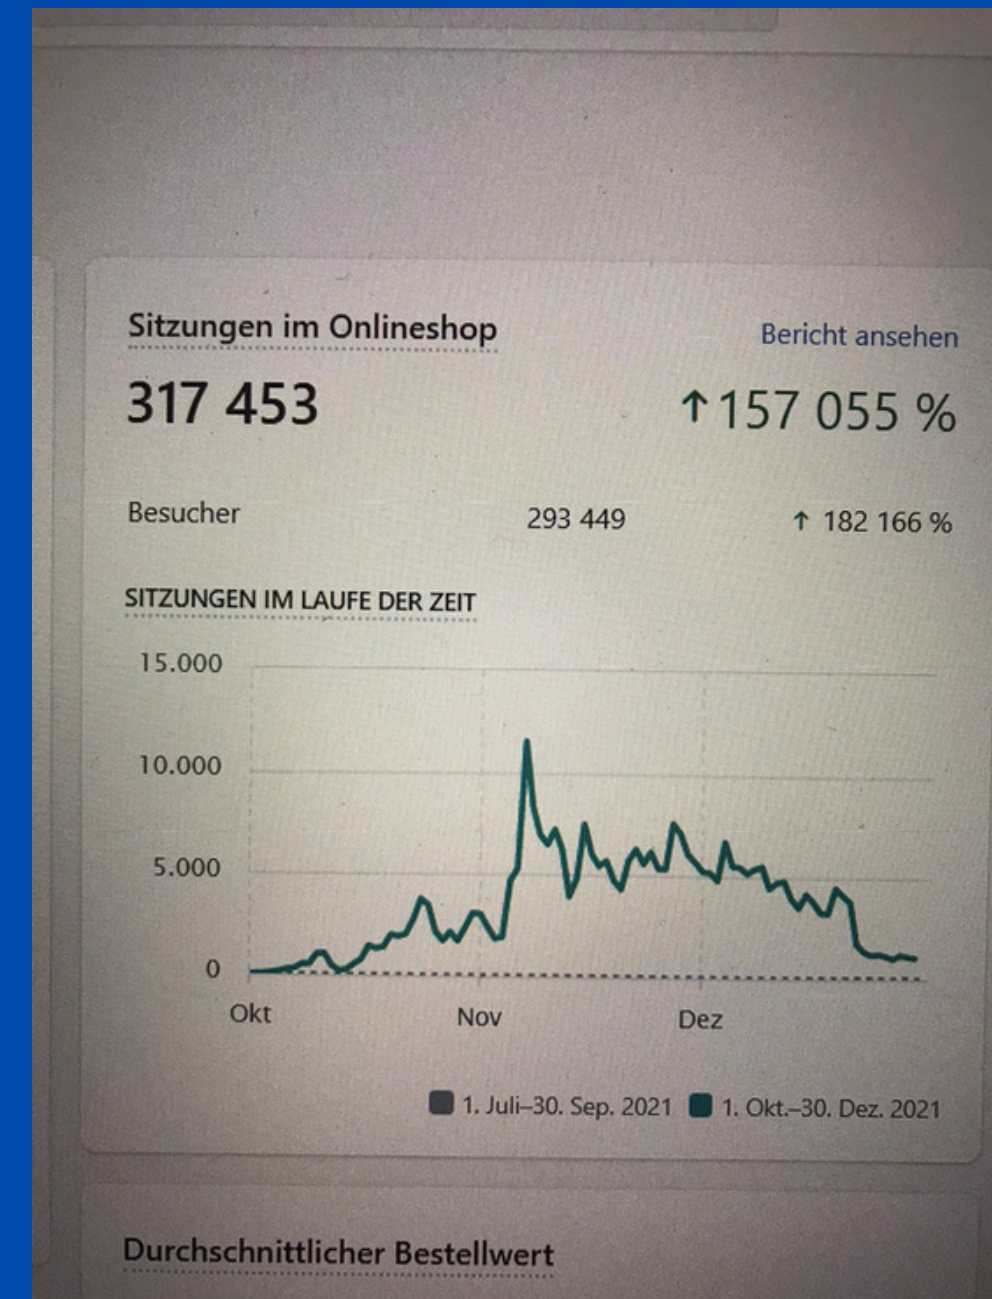 Sitzungen im Onlineshop Bericht ansehen
317 453 ↑ 157 055 %
Besucher 293 449 ↑ 182 166 %
SITZUNGEN IM LAUFE DER ZEIT
15.000
10.000
5.000
0
Okt Nov Dez
1. Juli–30. Sep. 2021 1. Okt.–30. Dez. 2021
Durchschnittlicher Bestellwert